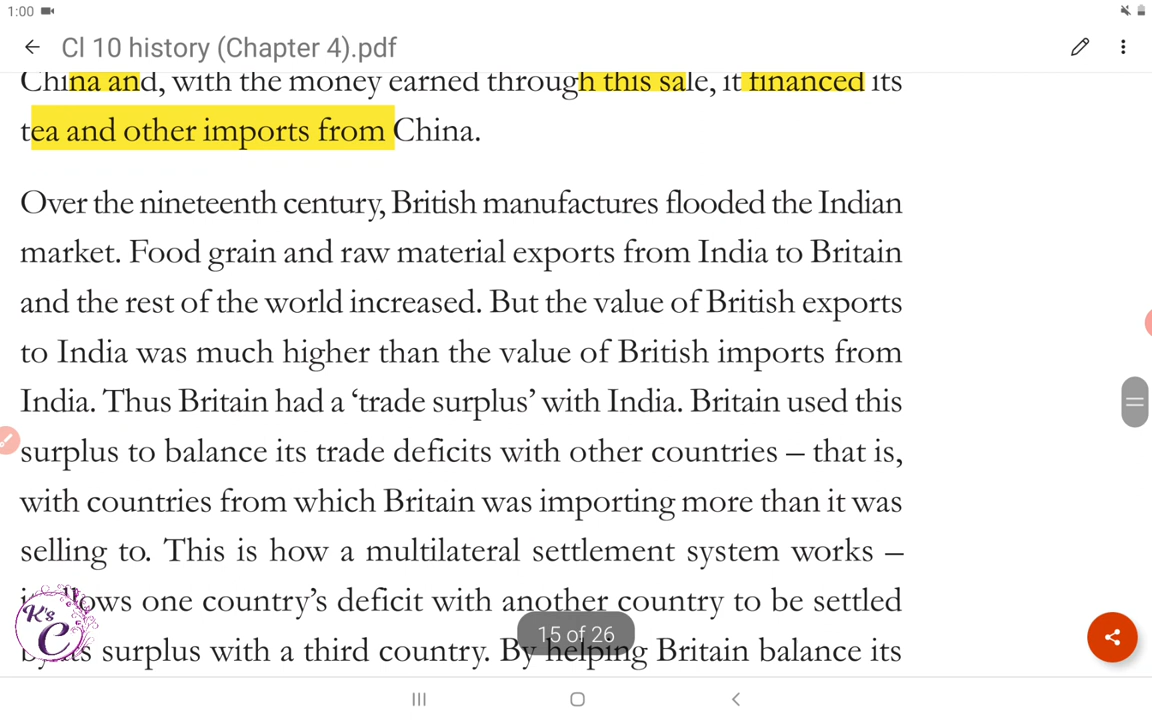 1:00
Cl 10 history (Chapter 4).pdf
China and, with the money earned through this sale, it financed its
tea and other imports from China.
Over the nineteenth century, British manufactures flooded the Indian
market. Food grain and raw material exports from India to Britain
and the rest of the world increased. But the value of British exports
to India was much higher than the value of British imports from
India. Thus Britain had a ‘trade surplus’ with India. Britain used this
surplus to balance its trade deficits with other countries – that is,
with countries from which Britain was importing more than it was
selling to. This is how a multilateral settlement system works –
one country’s deficit with another country to be settled
surplus with a third country. By helping Britain balance its
15 of 26
K's
C